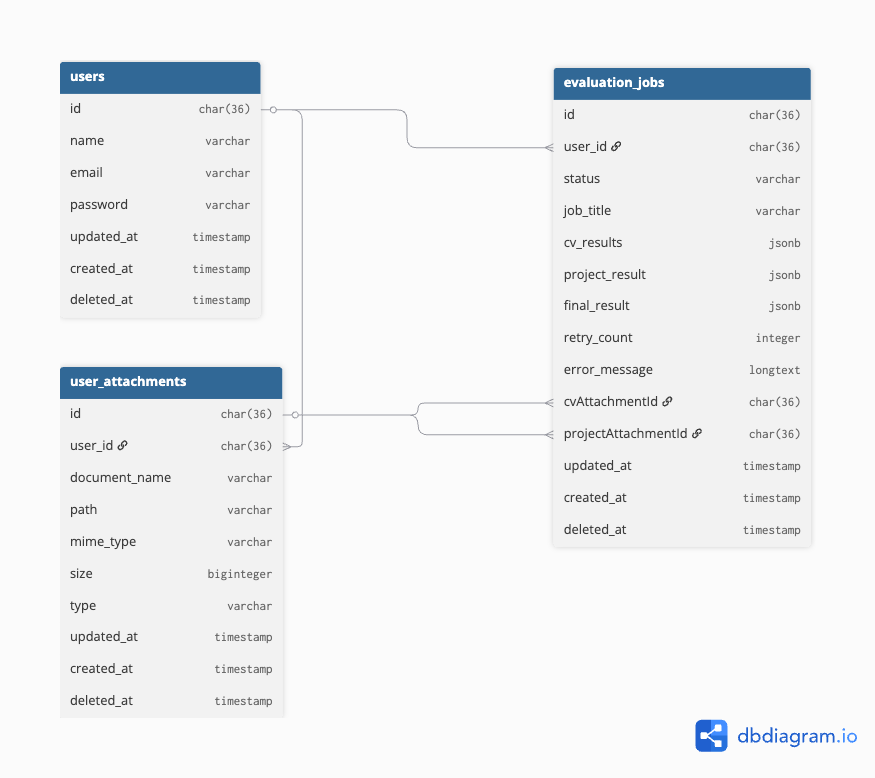 users
id char(36)
name varchar
email varchar
password varchar
updated_at timestamp
created_at timestamp
deleted_at timestamp
user_attachments
id char(36)
user_id char(36)
document_name varchar
path varchar
mime_type varchar
size biginteger
type varchar
updated_at timestamp
created_at timestamp
deleted_at timestamp
evaluation_jobs
id char(36)
user_id char(36)
status varchar
job_title varchar
cv_results jsonb
project_result jsonb
final_result jsonb
retry_count integer
error_message longtext
cvAttachmentId char(36)
projectAttachmentId char(36)
updated_at timestamp
created_at timestamp
deleted_at timestamp
dbdiagram.io